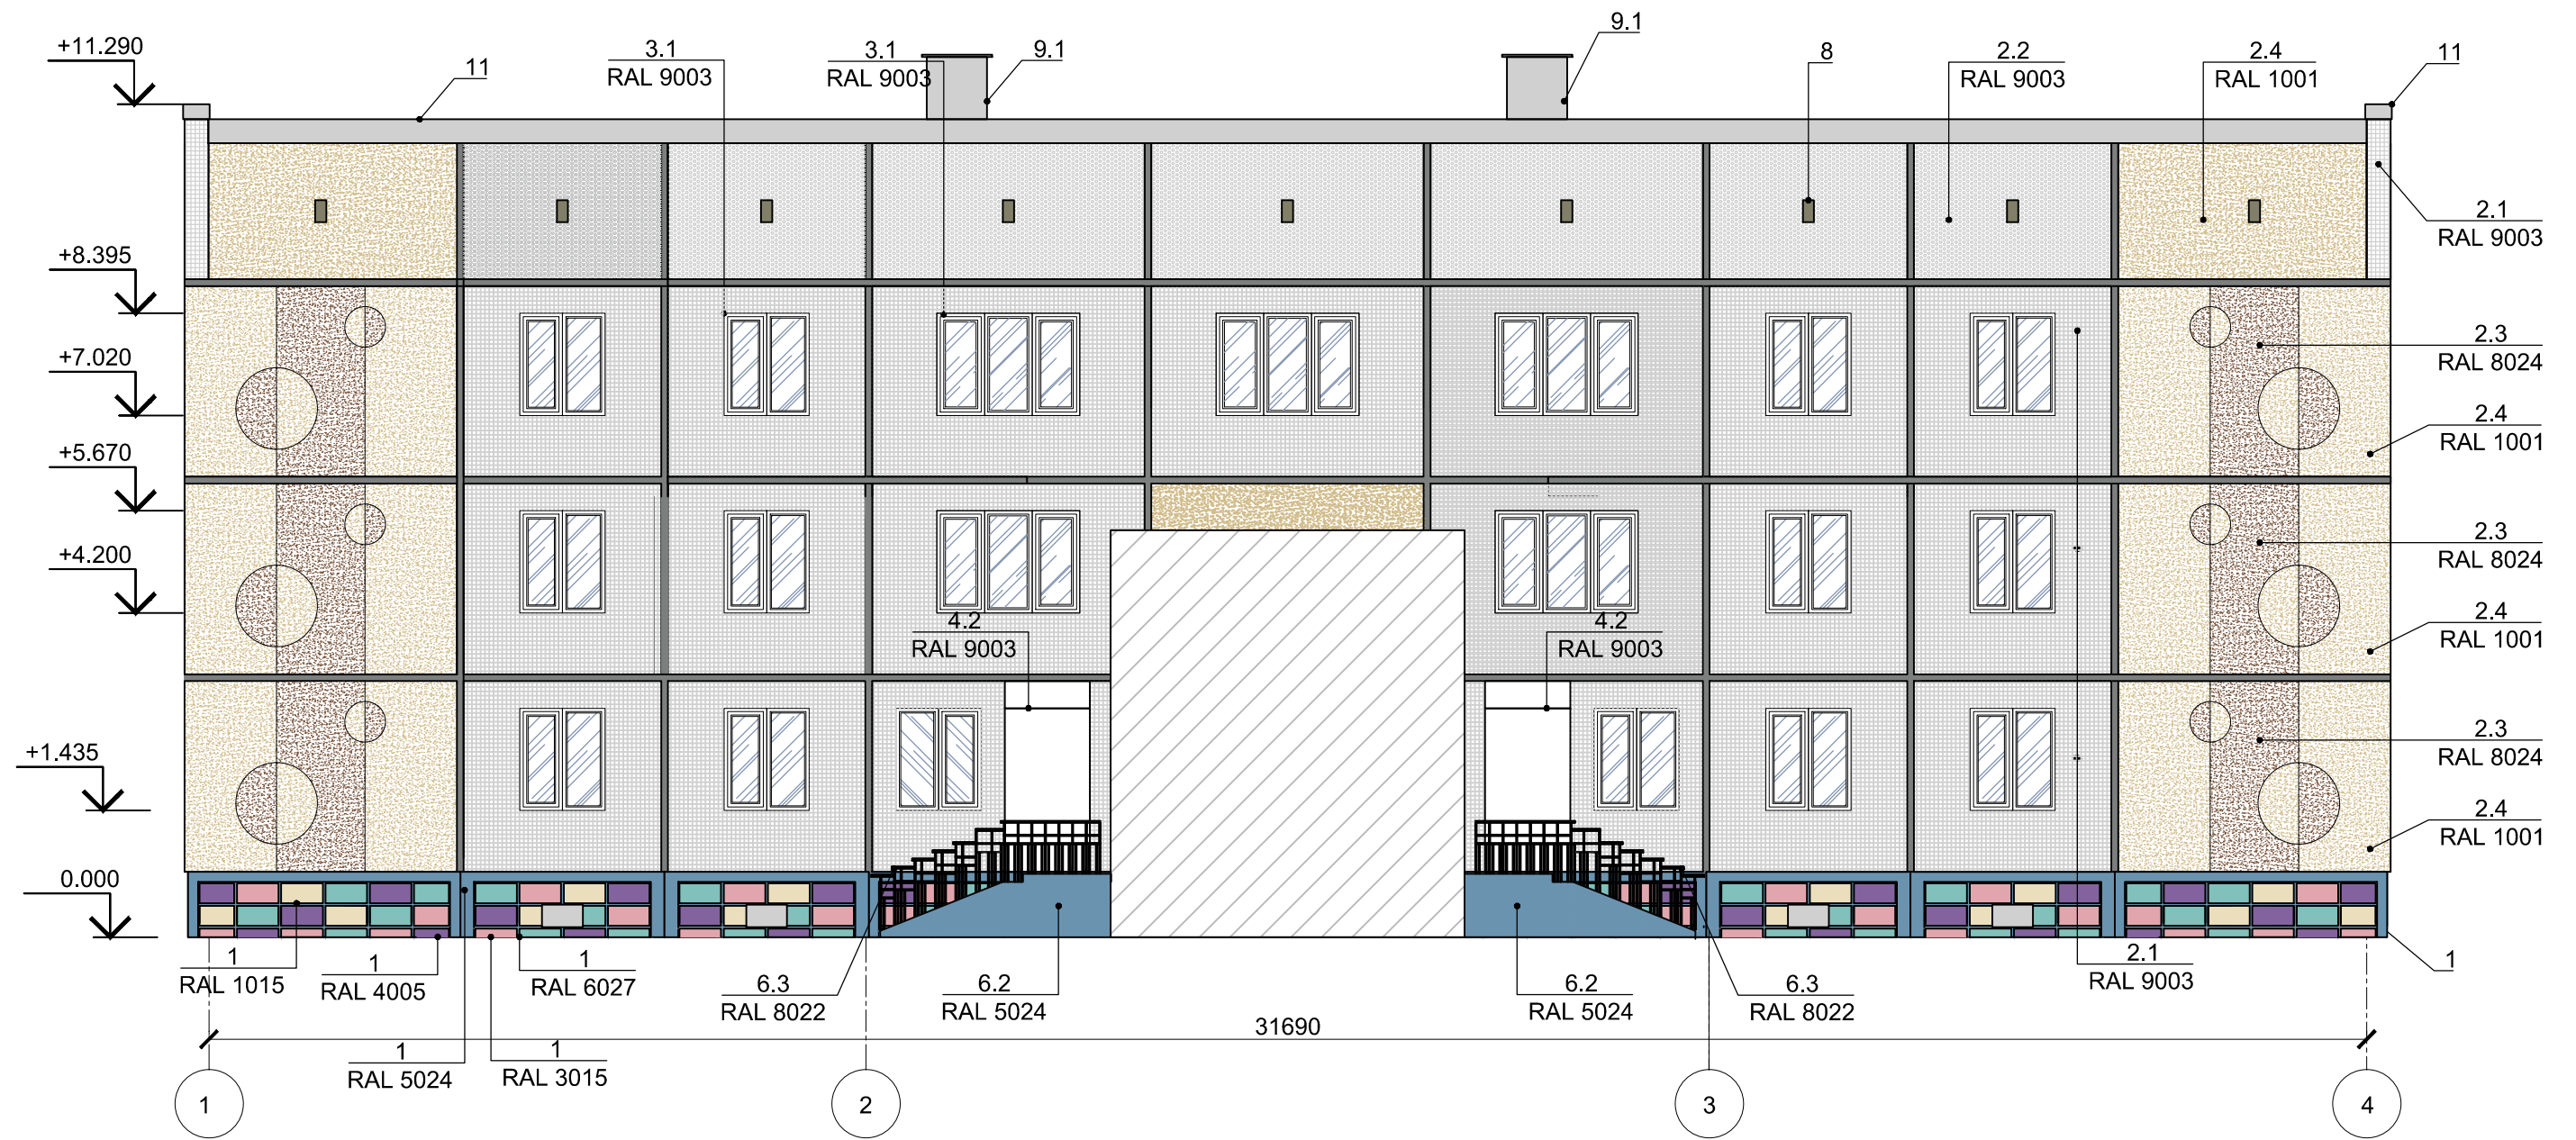 9.1
+11.290
3.1
RAL 9003
3.1
RAL 9003
9.1
8
2.2
RAL 9003
2.4
RAL 1001
11
11
2.1
RAL 9003
+8.395
2.3
RAL 8024
+7.020
2.4
RAL 1001
+5.670
2.3
RAL 8024
+4.200
4.2
RAL 9003
4.2
RAL 9003
2.4
RAL 1001
2.3
RAL 8024
+1.435
2.4
RAL 1001
0.000
1
RAL 1015
1
RAL 4005
1
RAL 6027
6.3
RAL 8022
6.2
RAL 5024
6.2
RAL 5024
6.3
RAL 8022
2.1
RAL 9003
1
31690
1
RAL 5024
1
RAL 3015
1
2
3
4